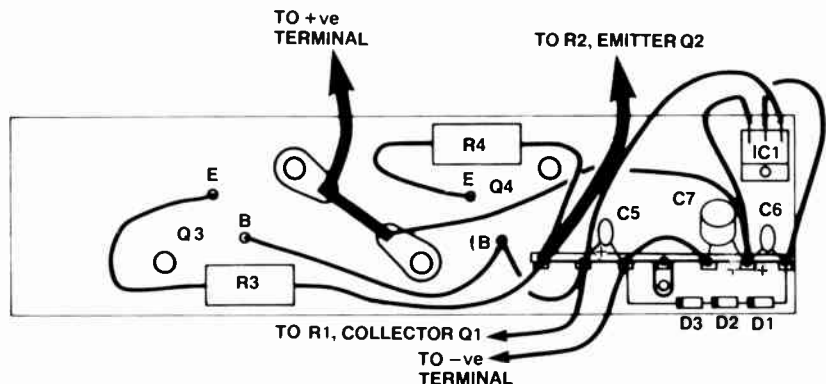 TO +ve
TERMINAL
TO R2, EMITTER Q2
R4
IC1
E
E
Q4
C5
C7
C6
B
(B
Q3
R3
+
- +
D3 D2 D1
TO R1, COLLECTOR Q1
TO -ve
TERMINAL